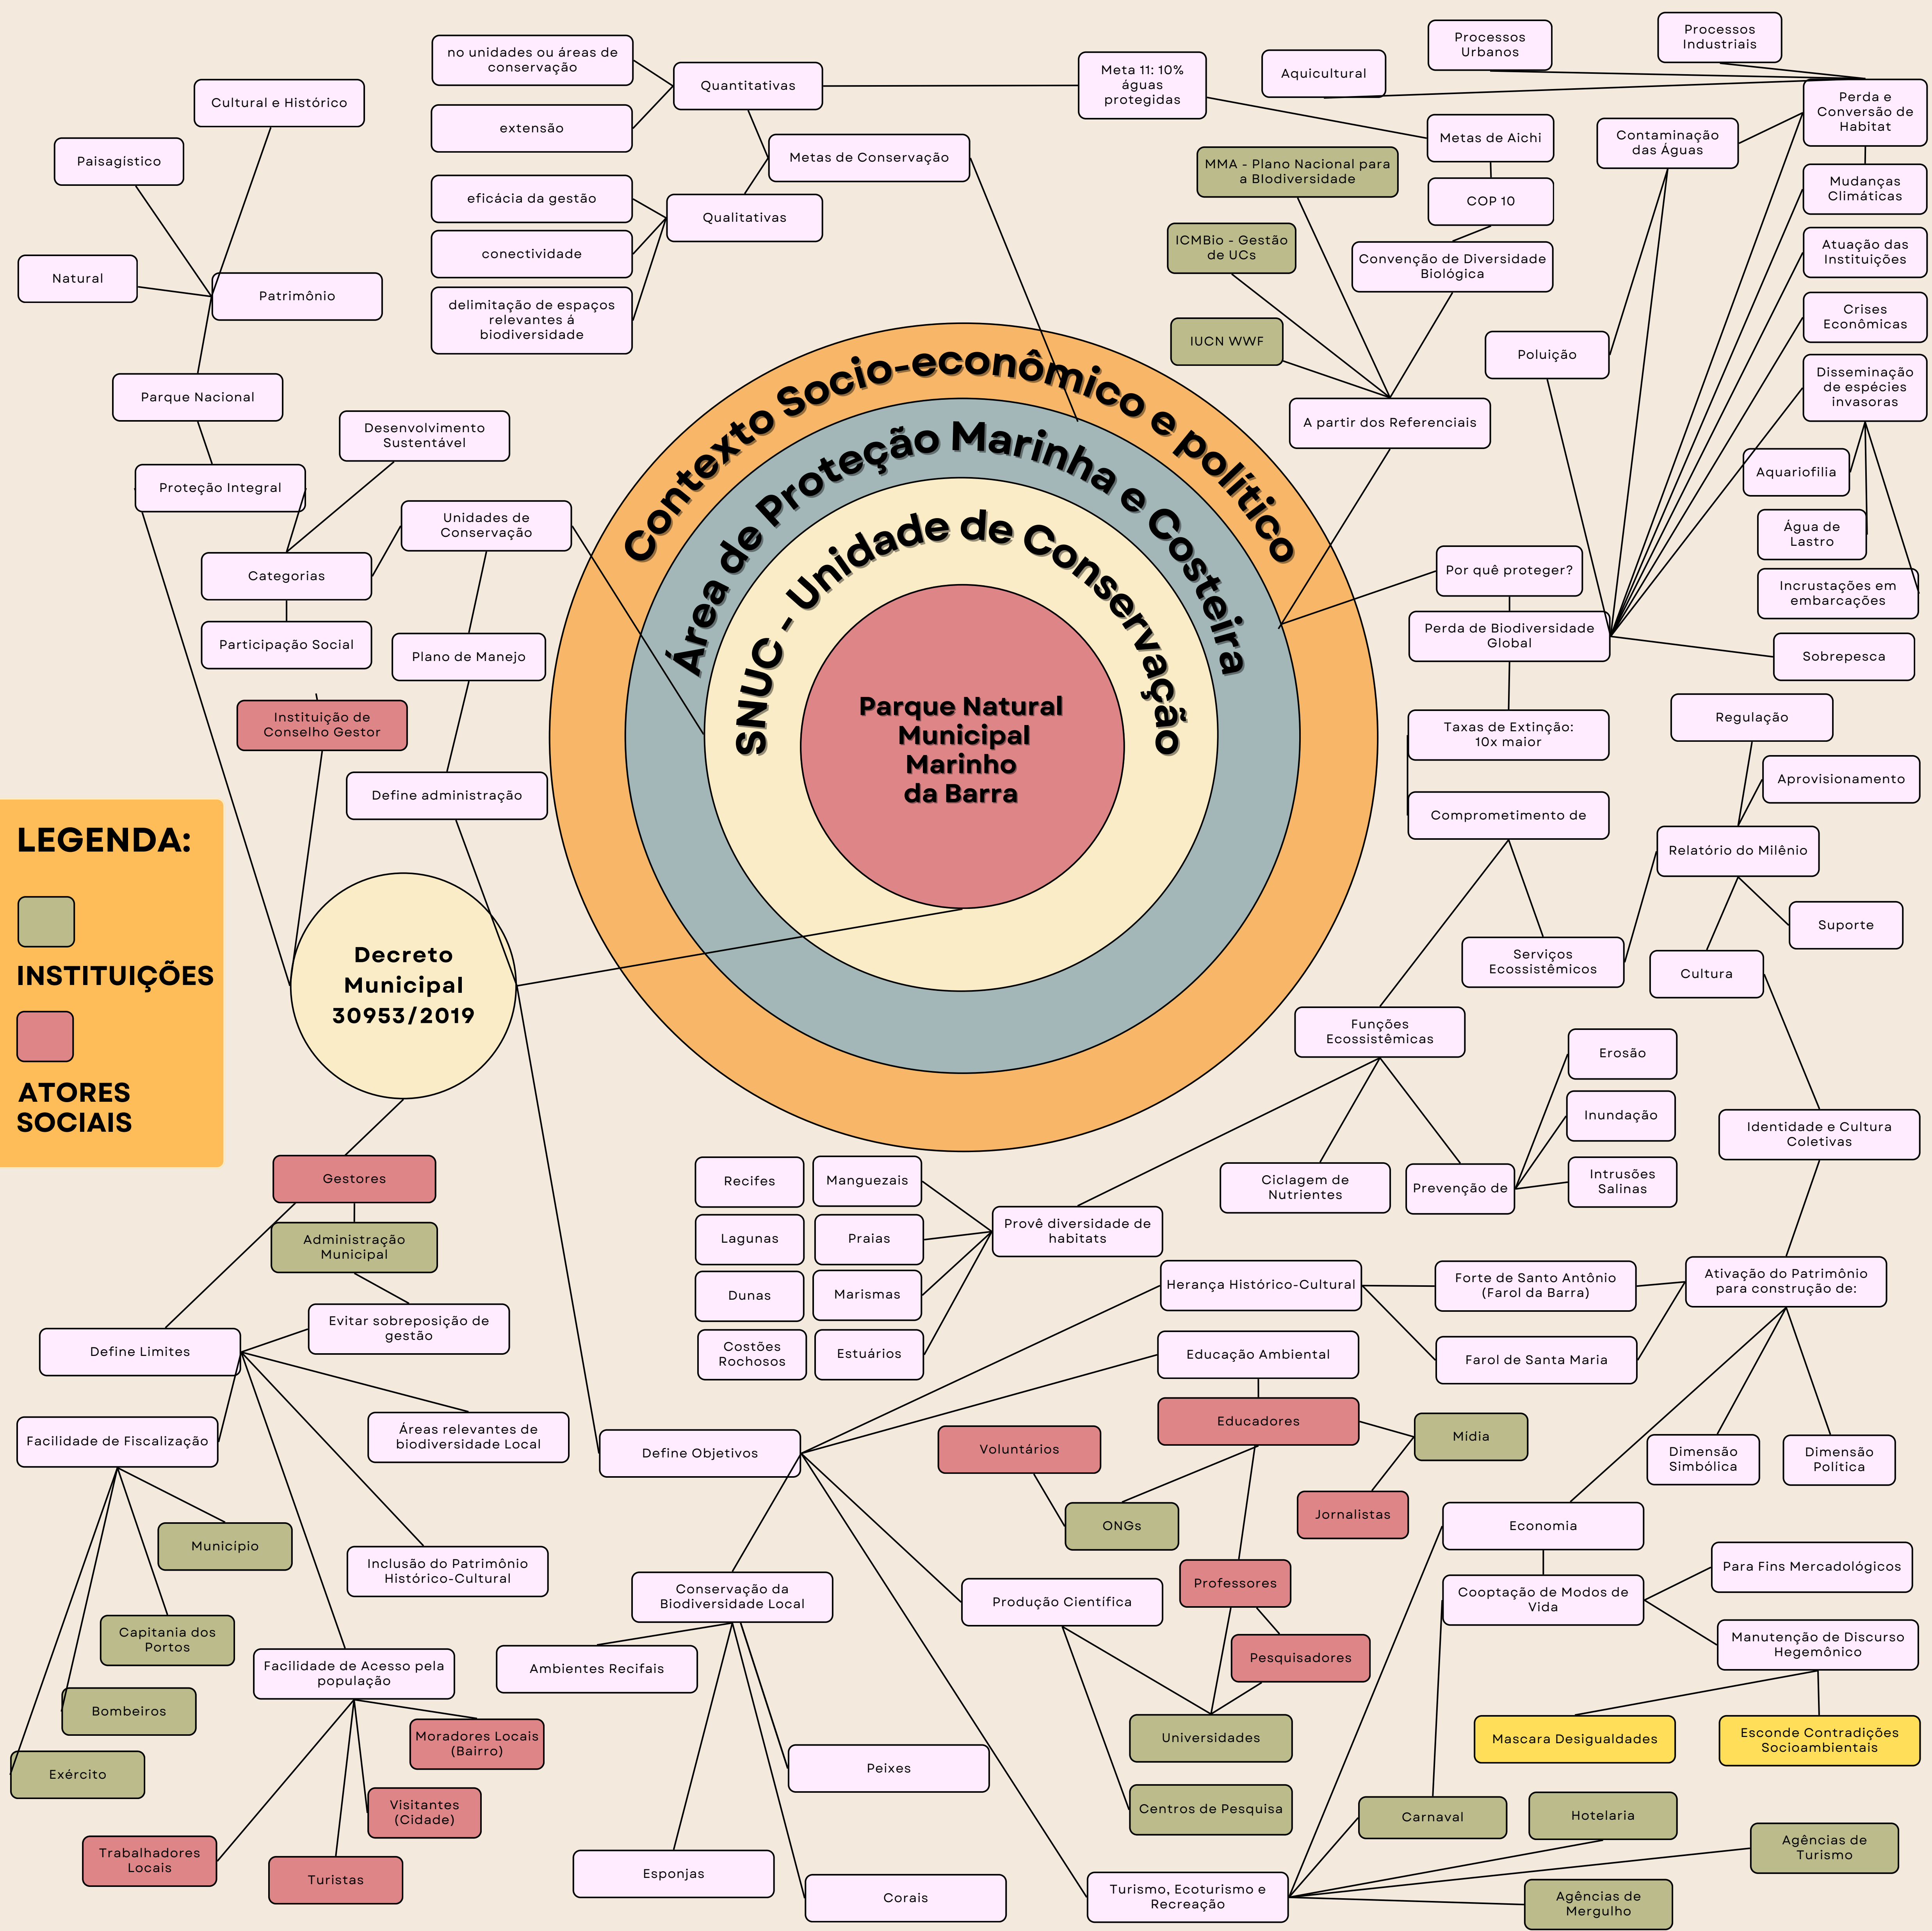 Processos
Industriais
Processos
Urbanos
no unidades ou áreas de
conservação
Aquicultural
Quantitativas
Meta 11: 10%
águas
protegidas
Cultural e Histórico
Perda e
Conversão de
Habitat
extensão
Metas de Aichi
Contaminação
das Águas
Paisagístico
Metas de Conservação
MMA - Plano Nacional para
a BIodiversidade
Mudanças
Climáticas
eficácia da gestão
Qualitativas
COP 10
conectividade
ICMBio - Gestão
de UCs
Atuação das
Instituições
Convenção de Diversidade
Biológica
Natural
Patrimônio
delimitação de espaços
relevantes á
biodiversidade
Crises
Econômicas
IUCN WWF
Poluição
Disseminação
de espécies
invasoras
Parque Nacional
A partir dos Referenciais
Desenvolvimento
Sustentável
Contexto Socio-econômico e político
Área de Proteção Marinha e Costeira
SNUC - Unidade de Conservação
Parque Natural
Municipal
Marinho
da Barra
Aquariofilia
Proteção Integral
Unidades de
Conservação
Água de
Lastro
Categorias
Por quê proteger?
Incrustações em
embarcações
Participação Social
Plano de Manejo
Perda de Biodiversidade
Global
Sobrepesca
Instituição de
Conselho Gestor
Taxas de Extinção:
10x maior
Regulação
Aprovisionamento
Define administração
Comprometimento de
Relatório do Milênio
LEGENDA:
INSTITUIÇÕES
ATORES
SOCIAIS
Decreto
Municipal
30953/2019
Suporte
Serviços
Ecossistêmicos
Cultura
Funções
Ecossistêmicas
Erosão
Inundação
Identidade e Cultura
Coletivas
Gestores
Recifes
Manguezais
Ciclagem de
Nutrientes
Prevenção de
Intrusões
Salinas
Administração
Municipal
Lagunas
Praias
Provê diversidade de
habitats
Dunas
Marismas
Herança Histórico-Cultural
Forte de Santo Antônio
(Farol da Barra)
Ativação do Patrimônio
para construção de:
Evitar sobreposição de
gestão
Define Limites
Costões
Rochosos
Estuários
Educação Ambiental
Farol de Santa Maria
Facilidade de Fiscalização
Áreas relevantes de
biodiversidade Local
Define Objetivos
Educadores
Voluntários
Mídia
Dimensão
Simbólica
Dimensão
Política
Município
ONGs
Jornalistas
Economia
Inclusão do Patrimônio
Histórico-Cultural
Para Fins Mercadológicos
Conservação da
Biodiversidade Local
Produção Científica
Professores
Cooptação de Modos de
Vida
Capitania dos
Portos
Manutenção de Discurso
Hegemônico
Facilidade de Acesso pela
população
Ambientes Recifais
Pesquisadores
Bombeiros
Moradores Locais
(Bairro)
Universidades
Mascara Desigualdades
Esconde Contradições
Socioambientais
Exército
Peixes
Visitantes
(Cidade)
Centros de Pesquisa
Carnaval
Hotelaria
Trabalhadores
Locais
Turistas
Esponjas
Agências de
Turismo
Corais
Turismo, Ecoturismo e
Recreação
Agências de
Mergulho